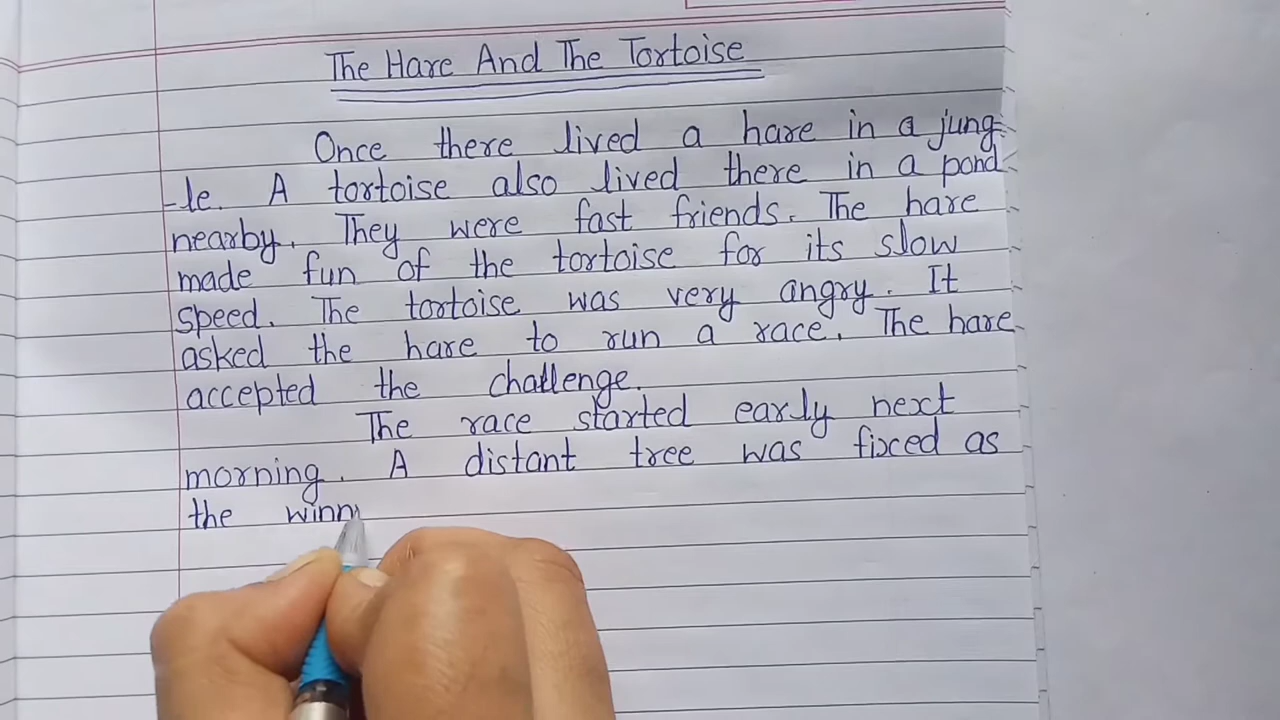 The Hare And The Tortoise
Once there lived a hare in a jung
-le. A tortoise also lived there in a pond
nearby. They were fast friends. The hare
made fun of the tortoise for its slow
speed. The tortoise was very angry. It
asked the hare to run a race. The hare
accepted the challenge.
The race started early next
morning. A distant tree was fixed as
the winn